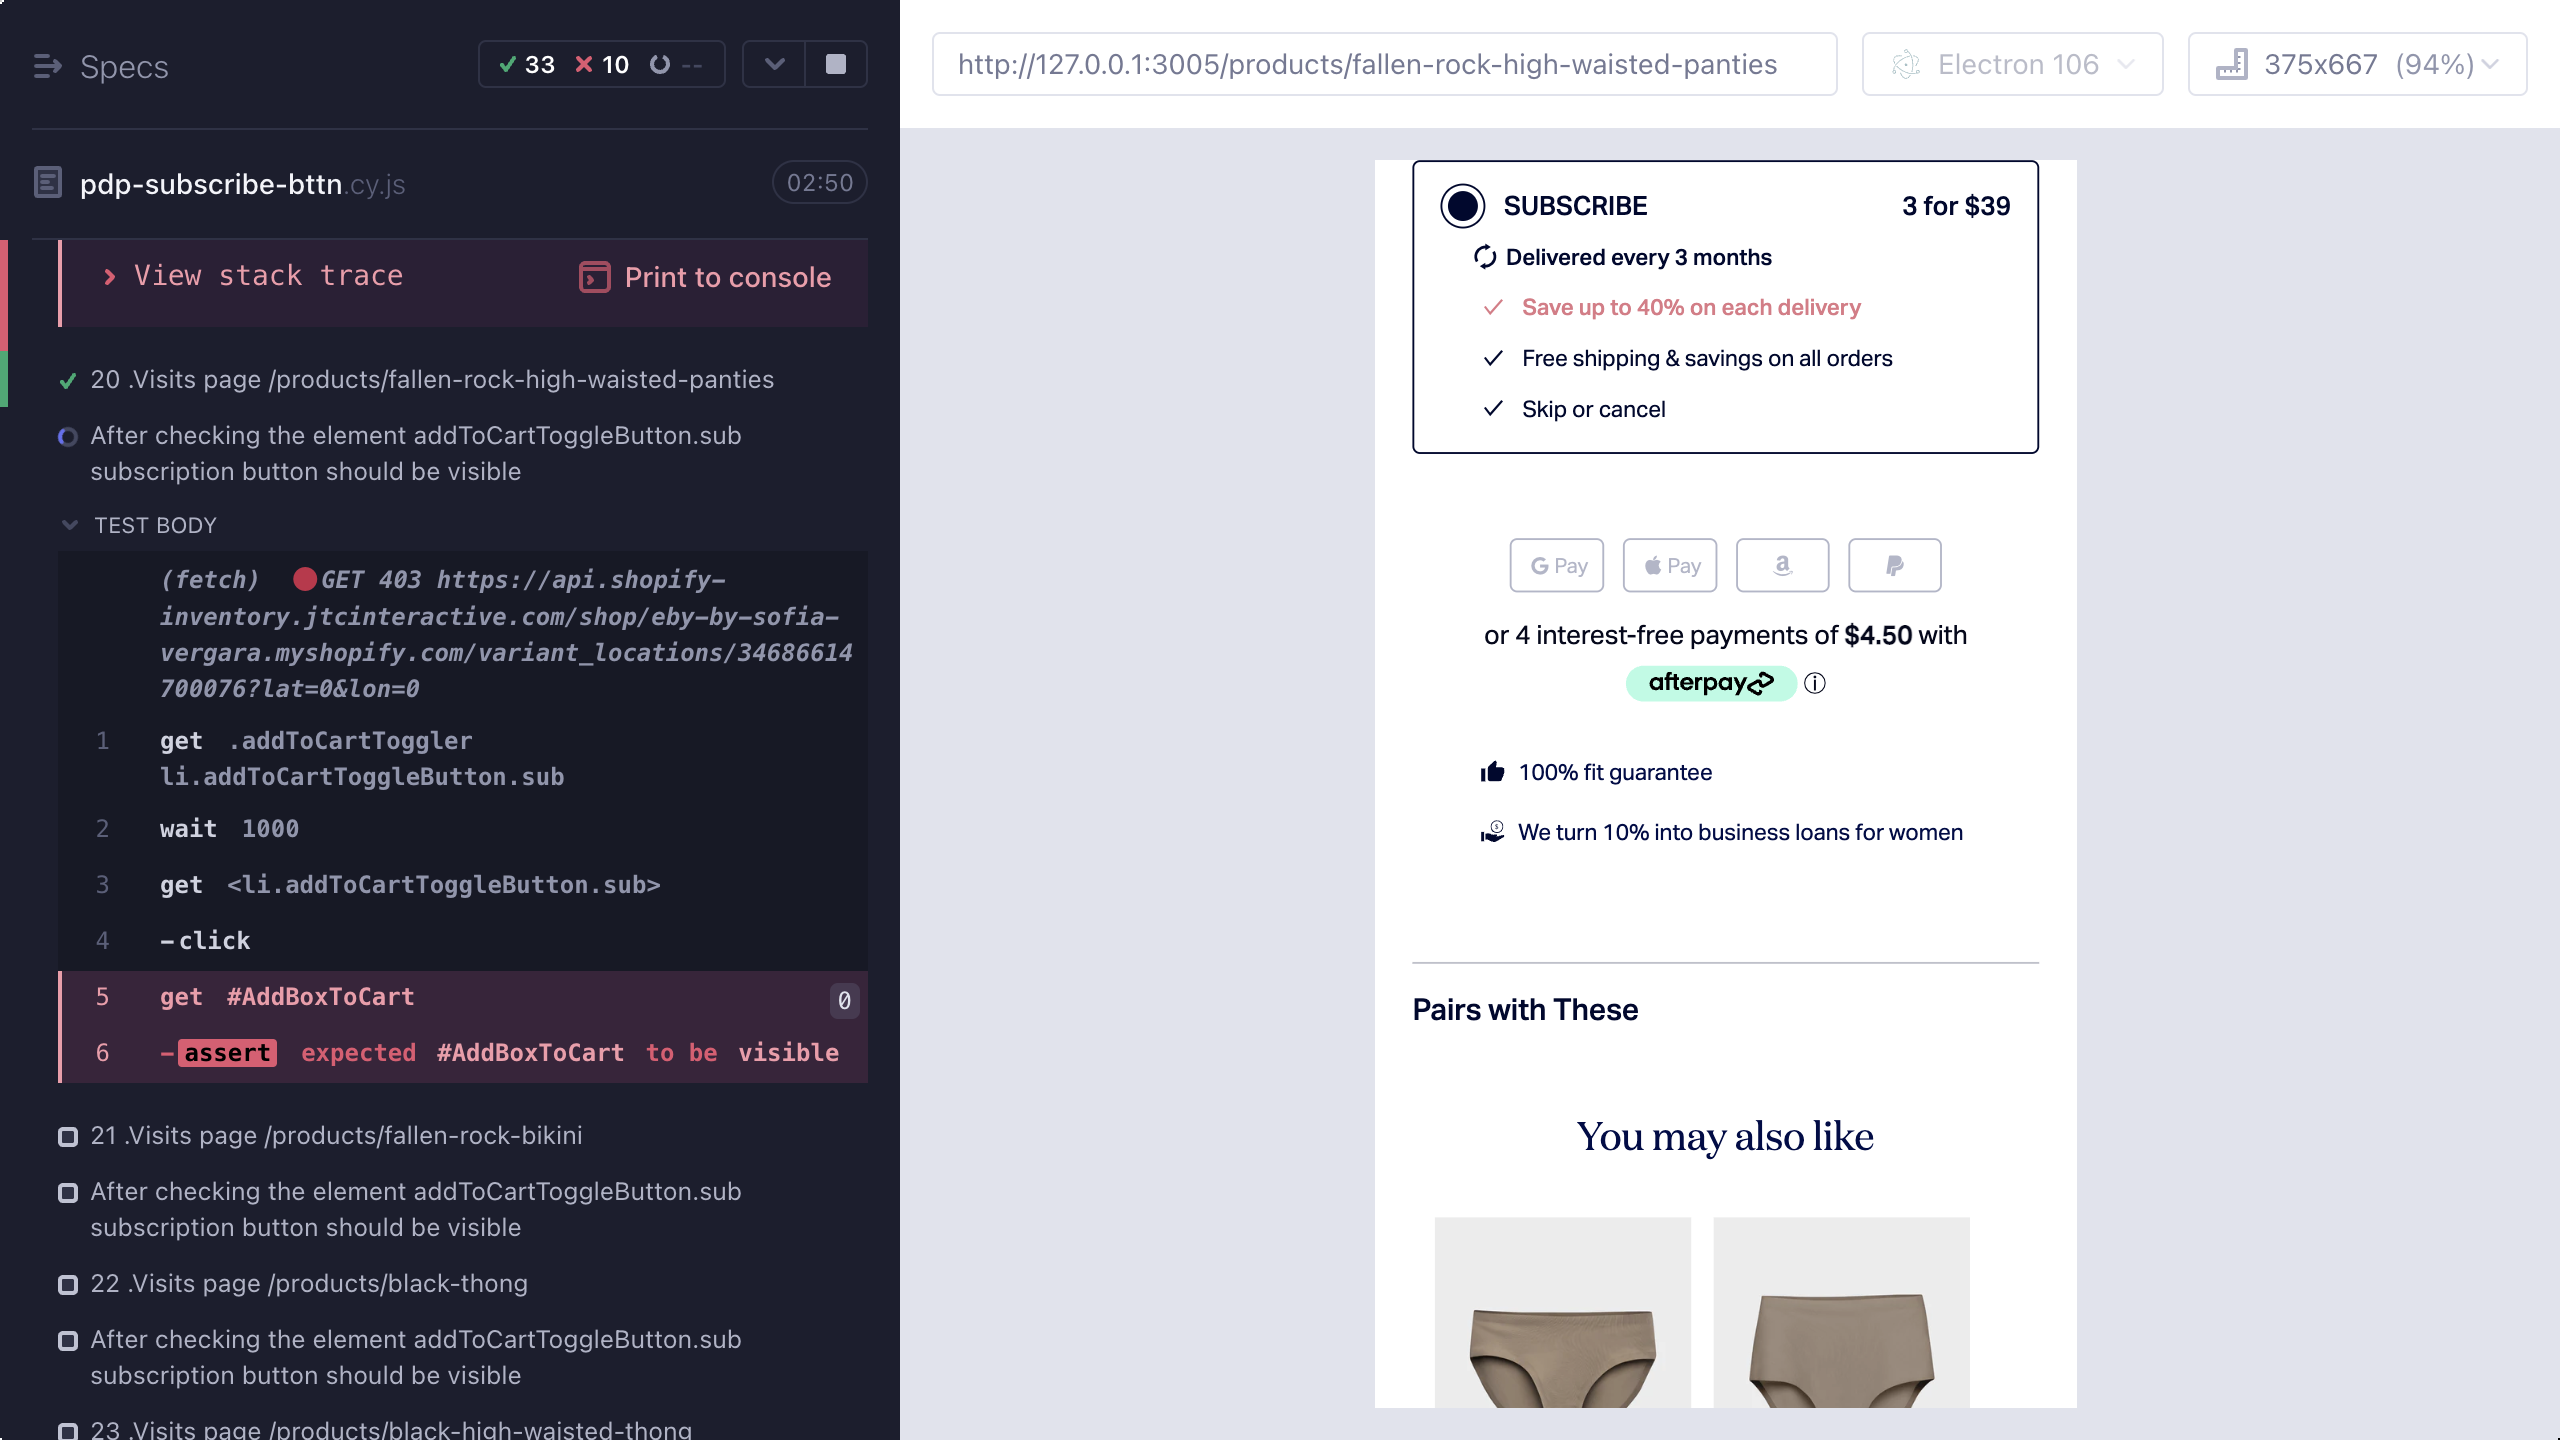 Specs
33 10 --
pdp-subscribe-bttn.cy.js
02:50
View stack trace
Print to console
20 .Visits page /products/fallen-rock-high-waisted-panties
After checking the element addToCartToggleButton.sub
subscription button should be visible
TEST BODY
(fetch) GET 403 https://api.shopify-
inventory.jtcinteractive.com/shop/eby-by-sofia-
vergara.myshopify.com/variant_locations/34686614
700076?lat=0&lon=0
1 get .addToCartToggler
li.addToCartToggleButton.sub
2 wait 1000
3 get <li.addToCartToggleButton.sub>
4 -click
5 get #AddBoxToCart 0
6 -assert expected #AddBoxToCart to be visible
21 .Visits page /products/fallen-rock-bikini
After checking the element addToCartToggleButton.sub
subscription button should be visible
22 .Visits page /products/black-thong
After checking the element addToCartToggleButton.sub
subscription button should be visible
23 .Visits page /products/black-high-waisted-thong
http://127.0.0.1:3005/products/fallen-rock-high-waisted-panties
Electron 106
375x667 (94%)
SUBSCRIBE 3 for $39
Delivered every 3 months
Save up to 40% on each delivery
Free shipping & savings on all orders
Skip or cancel
G Pay Pay a P
or 4 interest-free payments of $4.50 with
afterpay
100% fit guarantee
We turn 10% into business loans for women
Pairs with These
You may also like